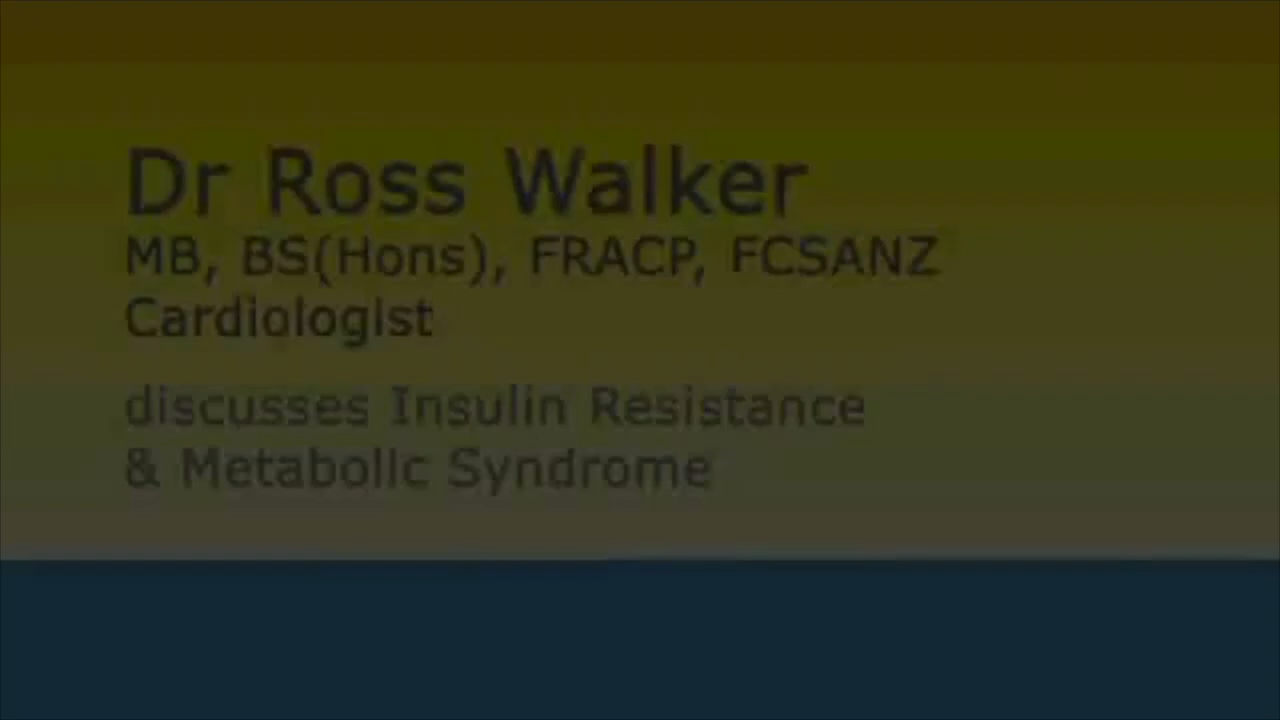 Dr Ross Walker
MB, BS(Hons), FRACP, FCSANZ
Cardiologist
discusses Insulin Resistance
& Metabolic Syndrome